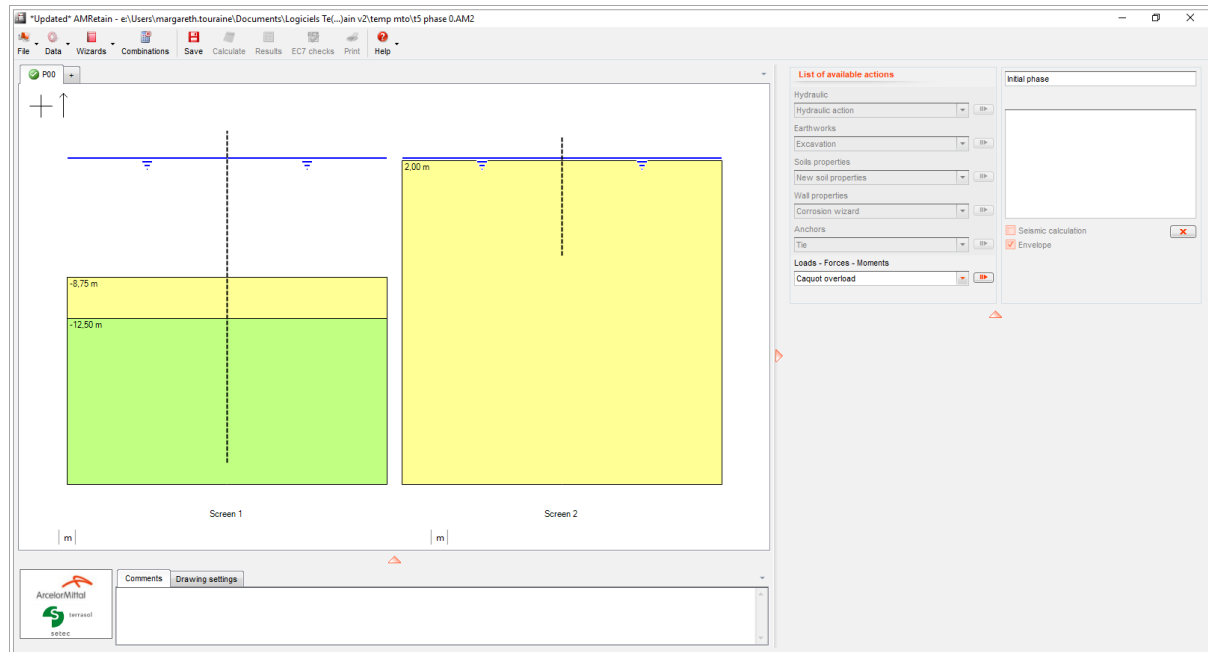 *Updated* AMRetain - e:\Users\margareth.touraine\Documents\Logiciels Te(...)ain v2\temp mto\t5 phase 0.AM2
File Data Wizards Combinations Save Calculate Results EC7 checks Print Help
P00 +
2,00 m
-8,75 m
-12,50 m
Screen 1 Screen 2
m m
ArcelorMittal
terrasol
setec
Comments Drawing settings
List of available actions
Hydraulic
Hydraulic action
Earthworks
Excavation
Soils properties
New soil properties
Wall properties
Corrosion wizard
Anchors
Tie
Loads - Forces - Moments
Caquot overload
Initial phase
Seismic calculation
Envelope